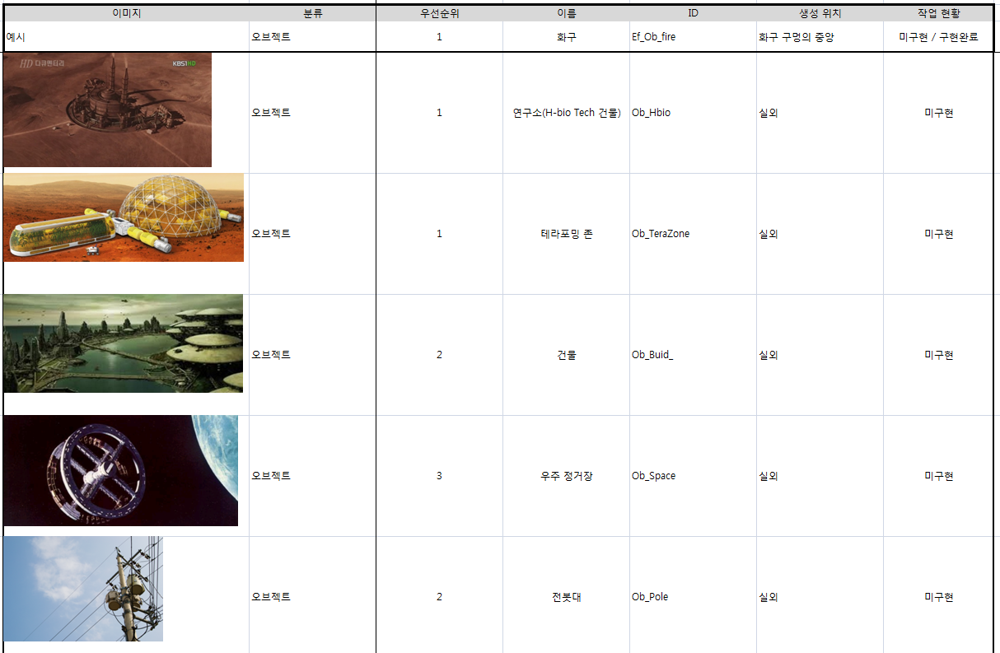 이미지 분류 우선순위 이름 ID 생성 위치 작업 현황
예시 오브젝트 1 화구 Ef_Ob_fire 화구 구멍의 중앙 미구현 / 구현완료
HD 다큐멘터리 KBS1HD
오브젝트 1 연구소(H-bio Tech 건물) Ob_Hbio 실외 미구현
오브젝트 1 테라포밍 존 Ob_TeraZone 실외 미구현
오브젝트 2 건물 Ob_Buid_ 실외 미구현
오브젝트 3 우주 정거장 Ob_Space 실외 미구현
오브젝트 2 전봇대 Ob_Pole 실외 미구현